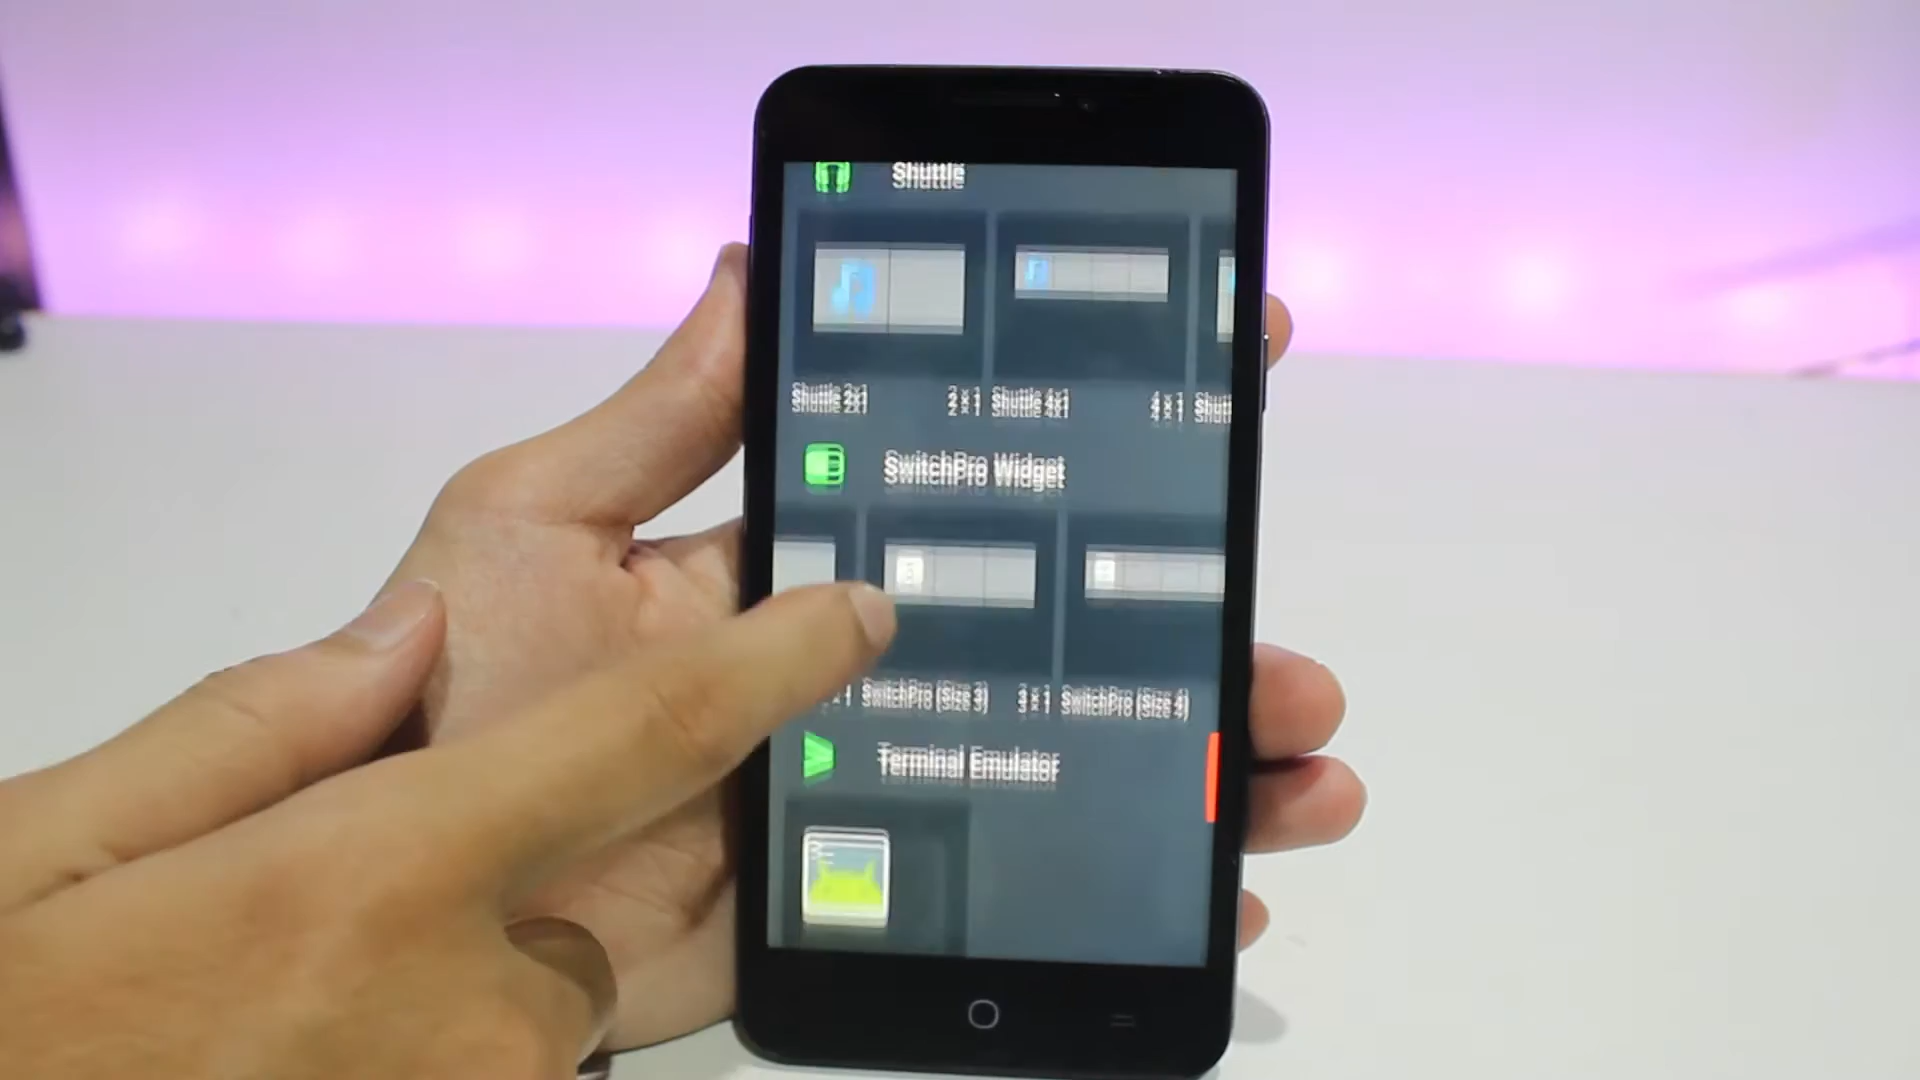 Shuttle
Shuttle 2x1 2 x 1 Shuttle 4x1 4 x 1
SwitchPro Widget
x 1 SwitchPro (Size 3) 3 x 1 SwitchPro (Size 4)
Terminal Emulator